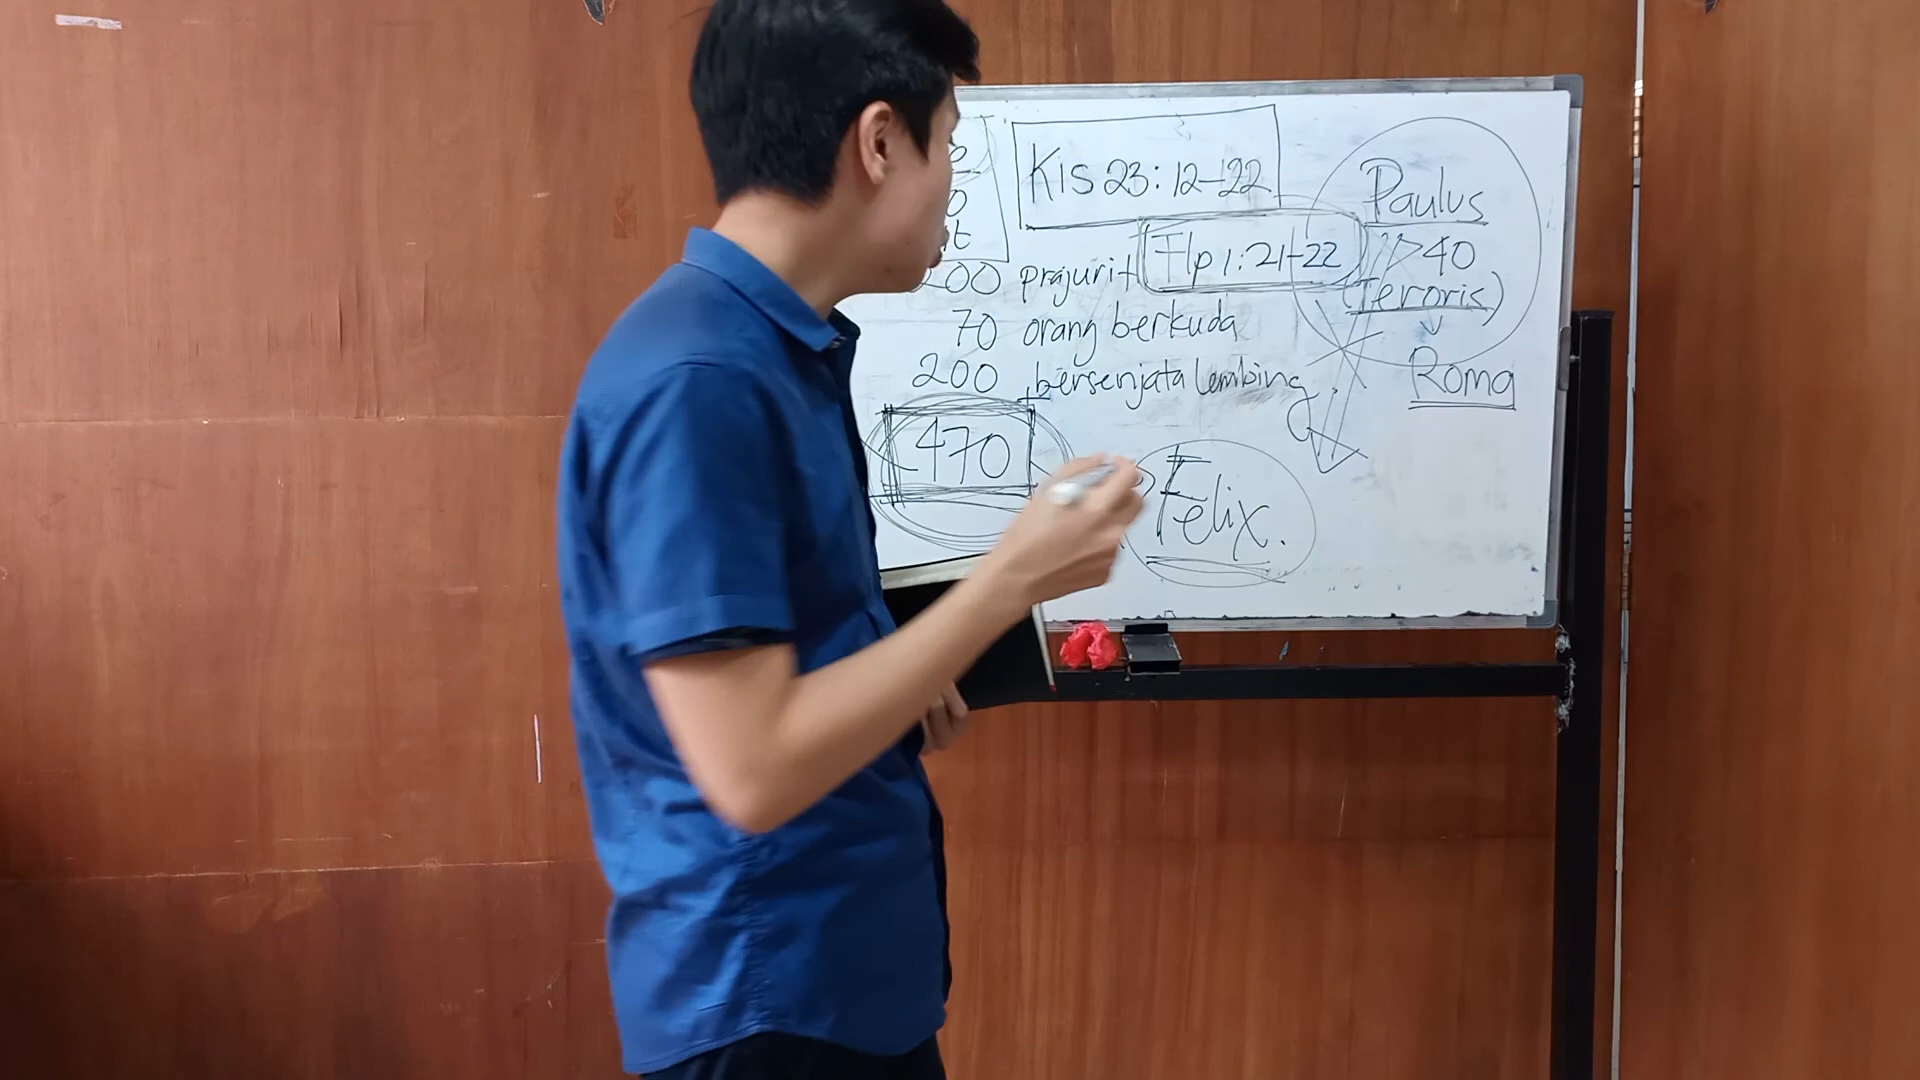 Kis 23: 12-22
Flp 1: 21-22
200 prajurit
70 orang berkuda
200 bersenjata lembing.
470
Felix.
Paulus
>40
(Teroris)
Roma